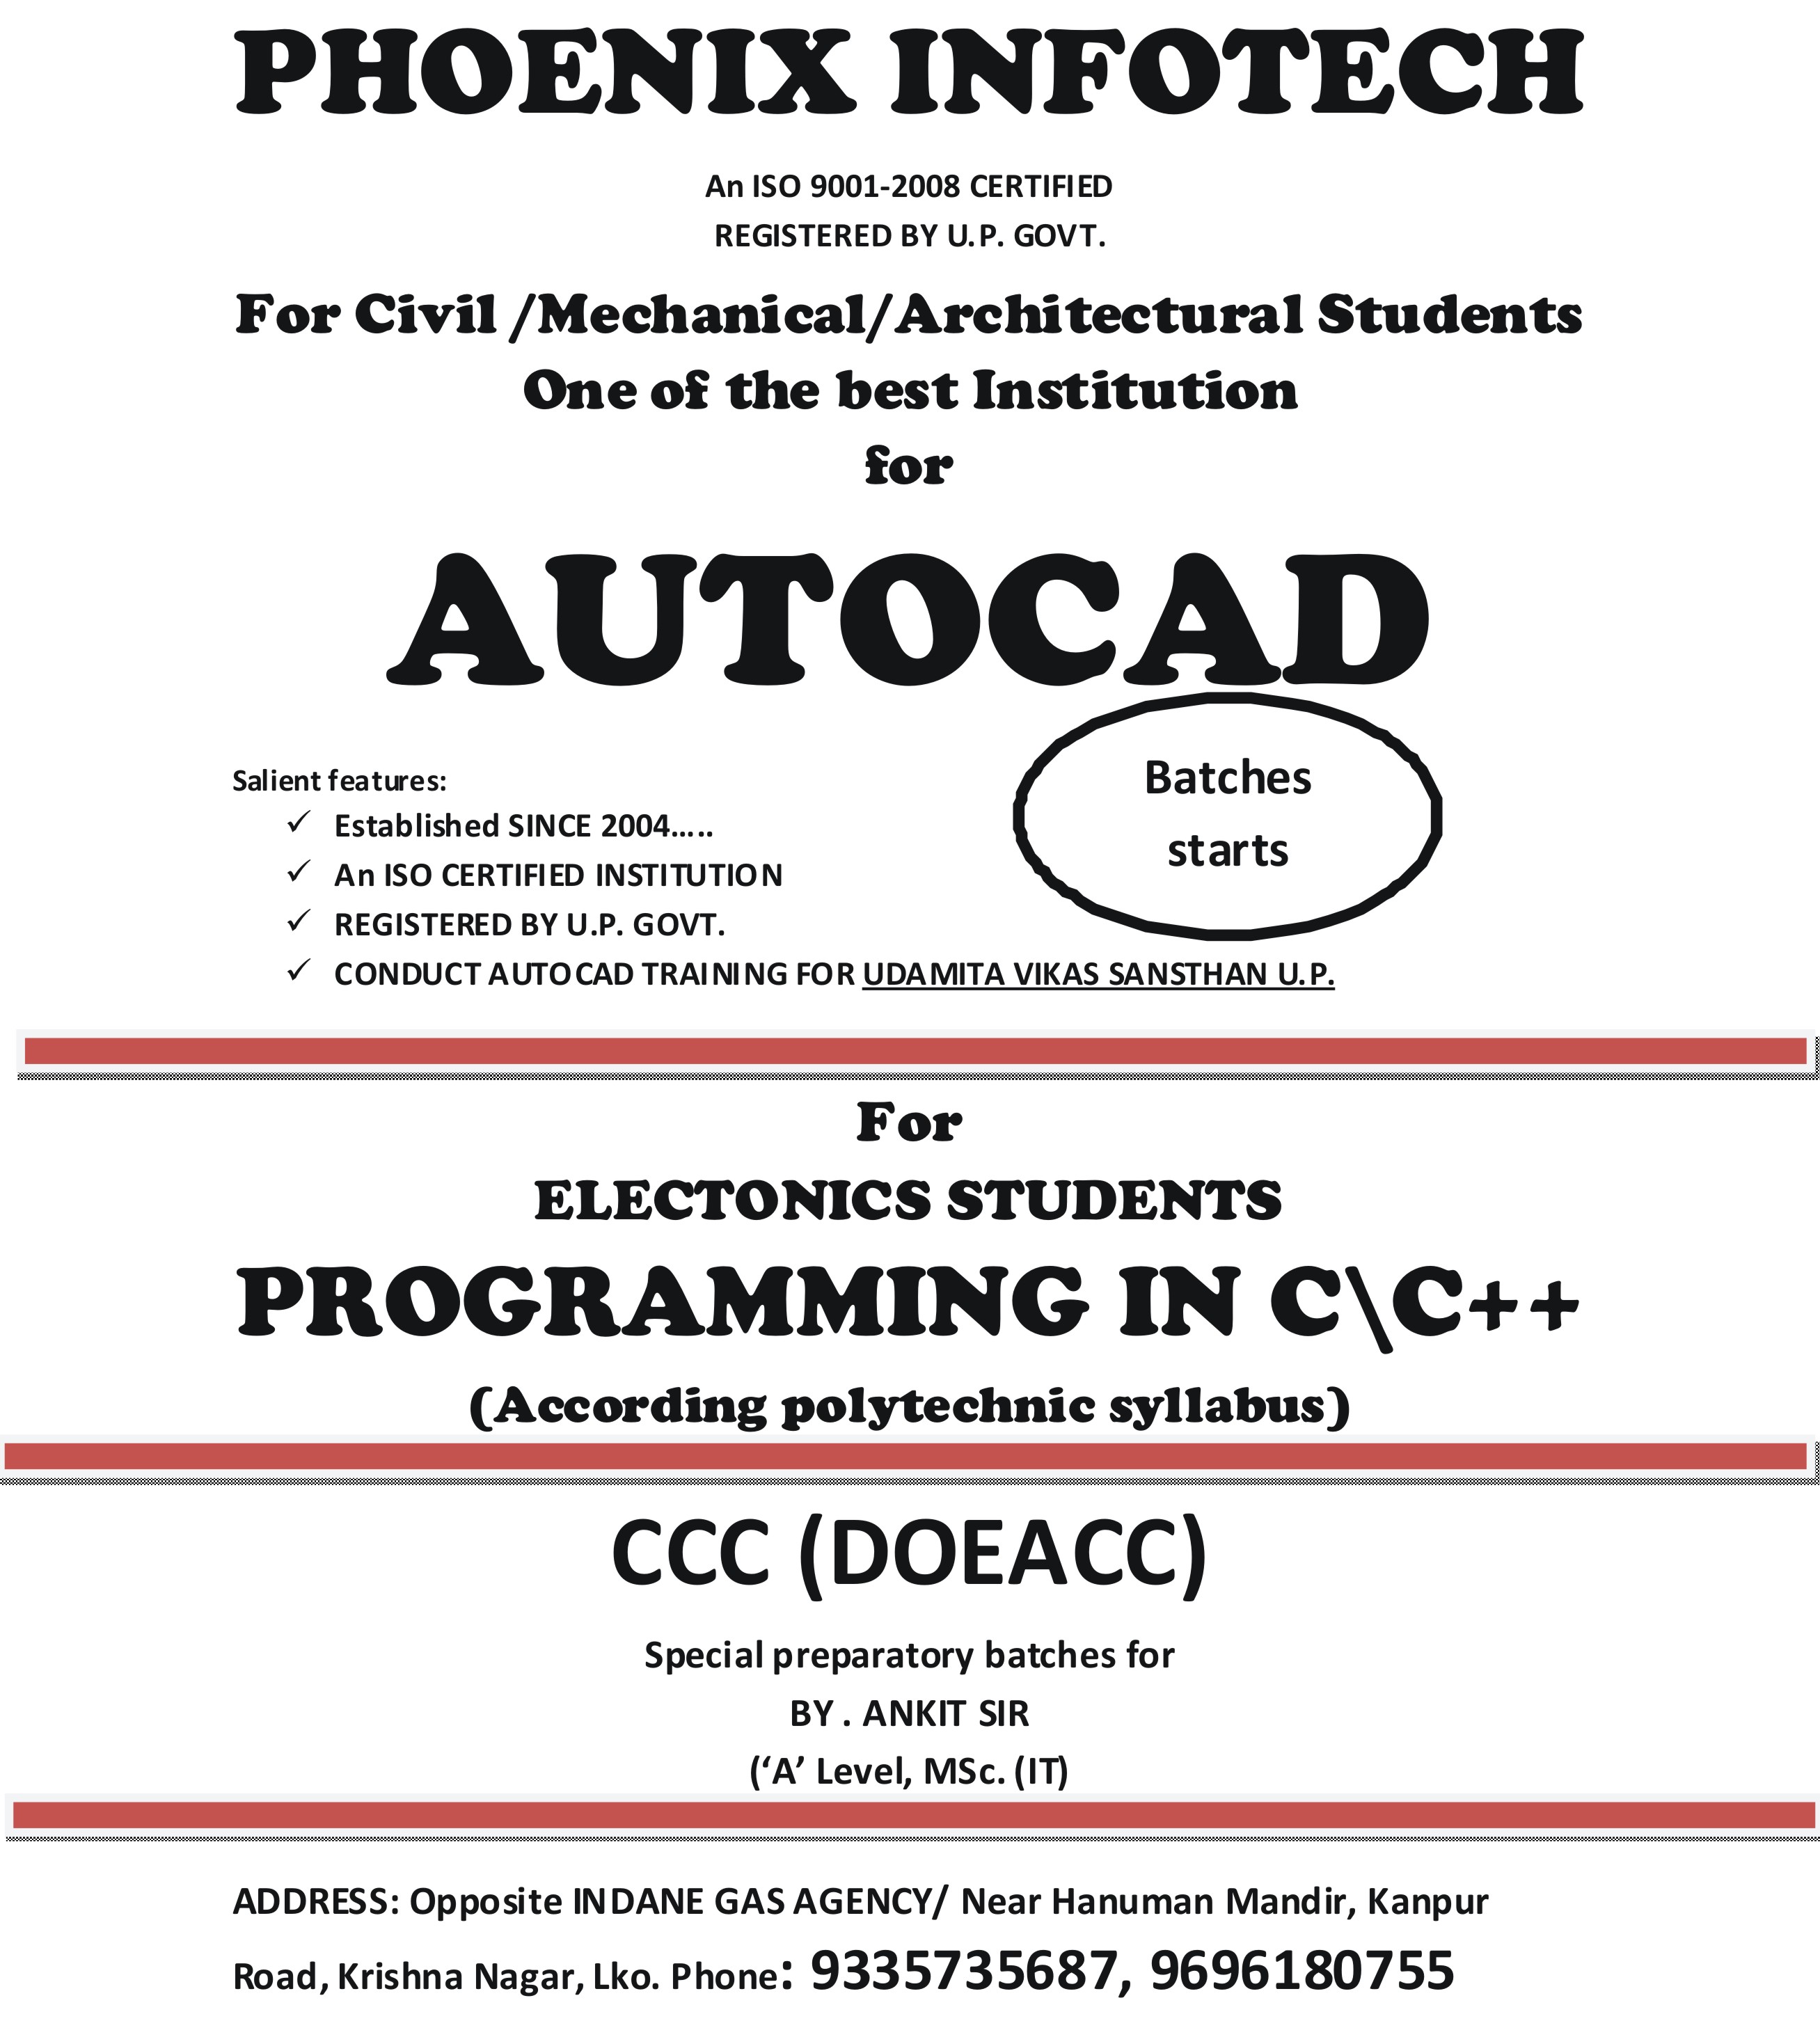 PHOENIX INFOTECH
An ISO 9001-2008 CERTIFIED
REGISTERED BY U.P. GOVT.
For Civil /Mechanical/Architectural Students
One of the best Institution
for
AUTOCAD
Batches
starts
Salient features:
✓ Established SINCE 2004.....
✓ An ISO CERTIFIED INSTITUTION
✓ REGISTERED BY U.P. GOVT.
✓ CONDUCT AUTOCAD TRAINING FOR UDAMITA VIKAS SANSTHAN U.P.
For
ELECTONICS STUDENTS
PROGRAMMING IN C\C++
(According polytechnic syllabus)
CCC (DOEACC)
Special preparatory batches for
BY . ANKIT SIR
(‘A’ Level, MSc. (IT)
ADDRESS: Opposite INDANE GAS AGENCY/ Near Hanuman Mandir, Kanpur
Road, Krishna Nagar, Lko. Phone: 9335735687, 9696180755